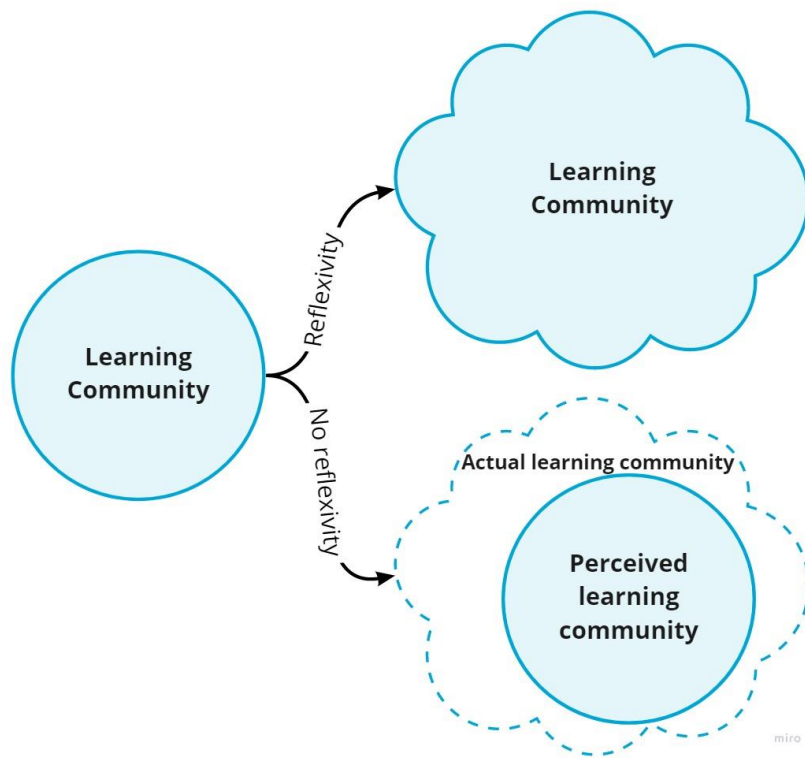 Learning
Community
Reflexivity
Learning
Community
No reflexivity
Actual learning community
Perceived
learning
community
miro